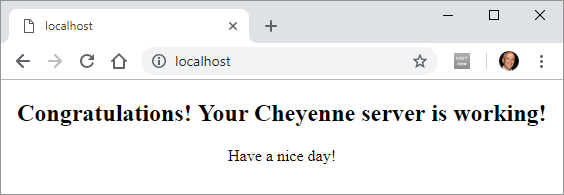 localhost
localhost
Congratulations! Your Cheyenne server is working!
Have a nice day!